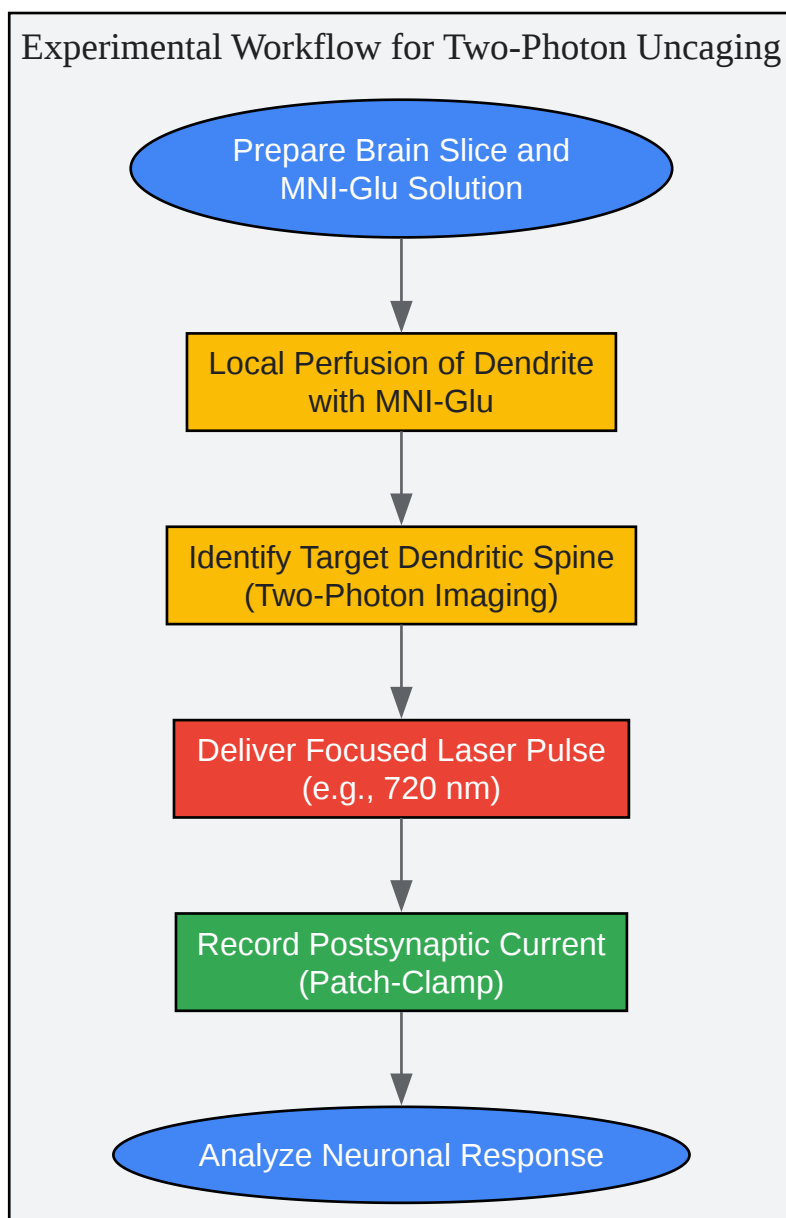 Experimental Workflow for Two-Photon Uncaging
Prepare Brain Slice and
MNI-Glu Solution
Local Perfusion of Dendrite
with MNI-Glu
Identify Target Dendritic Spine
(Two-Photon Imaging)
Deliver Focused Laser Pulse
(e.g., 720 nm)
Record Postsynaptic Current
(Patch-Clamp)
Analyze Neuronal Response